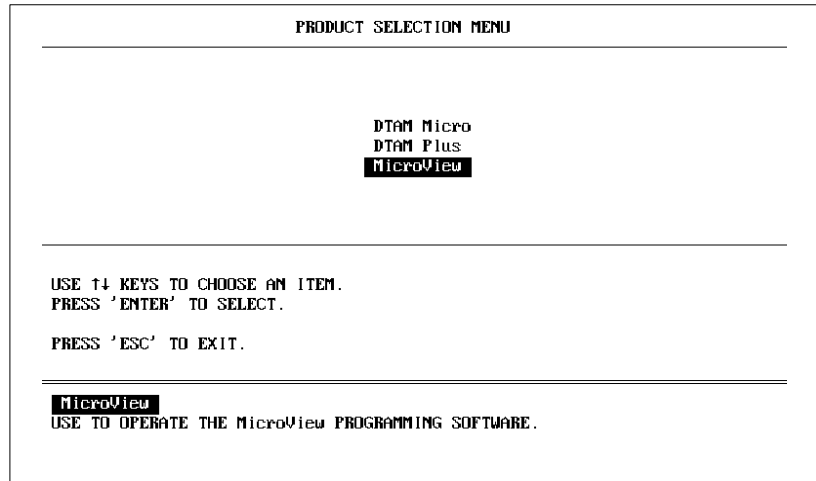 PRODUCT SELECTION MENU
DTAM Micro
DTAM Plus
MicroView
USE ↑↓ KEYS TO CHOOSE AN ITEM.
PRESS 'ENTER' TO SELECT.
PRESS 'ESC' TO EXIT.
MicroView
USE TO OPERATE THE MicroView PROGRAMMING SOFTWARE.